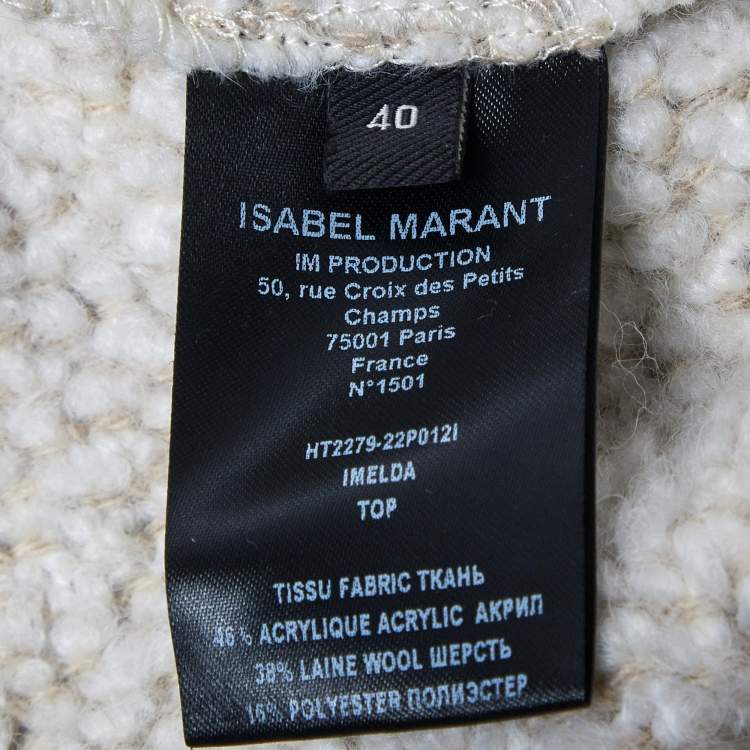 40
ISABEL MARANT
IM PRODUCTION
50, rue Croix des Petits
Champs
75001 Paris
France
N°1501
HT2279-22P012I
IMELDA
TOP
TISSU FABRIC ТКАНЬ
46% ACRYLIQUE ACRYLIC АКРИЛ
38% LAINE WOOL ШЕРСТЬ
16% POLYESTER ПОЛИЭСТЕР